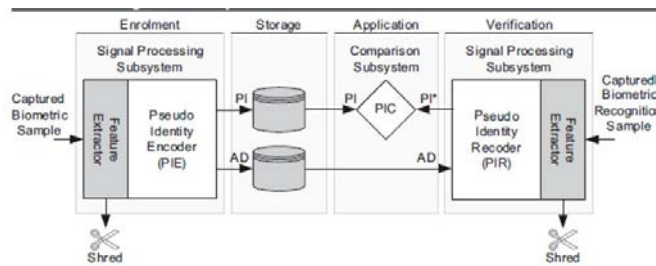 Enrolment
Storage
Application
Verification
Signal Processing
Subsystem
Comparison
Subsystem
Signal Processing
Subsystem
Captured
Biometric
Sample
Feature
Extractor
Pseudo
Identity
Encoder
(PIE)
PI
PI
PIC
PI*
AD
AD
Pseudo
Identity
Recoder
(PIR)
Feature
Extractor
Captured
Biometric
Recognition
Sample
Shred
Shred